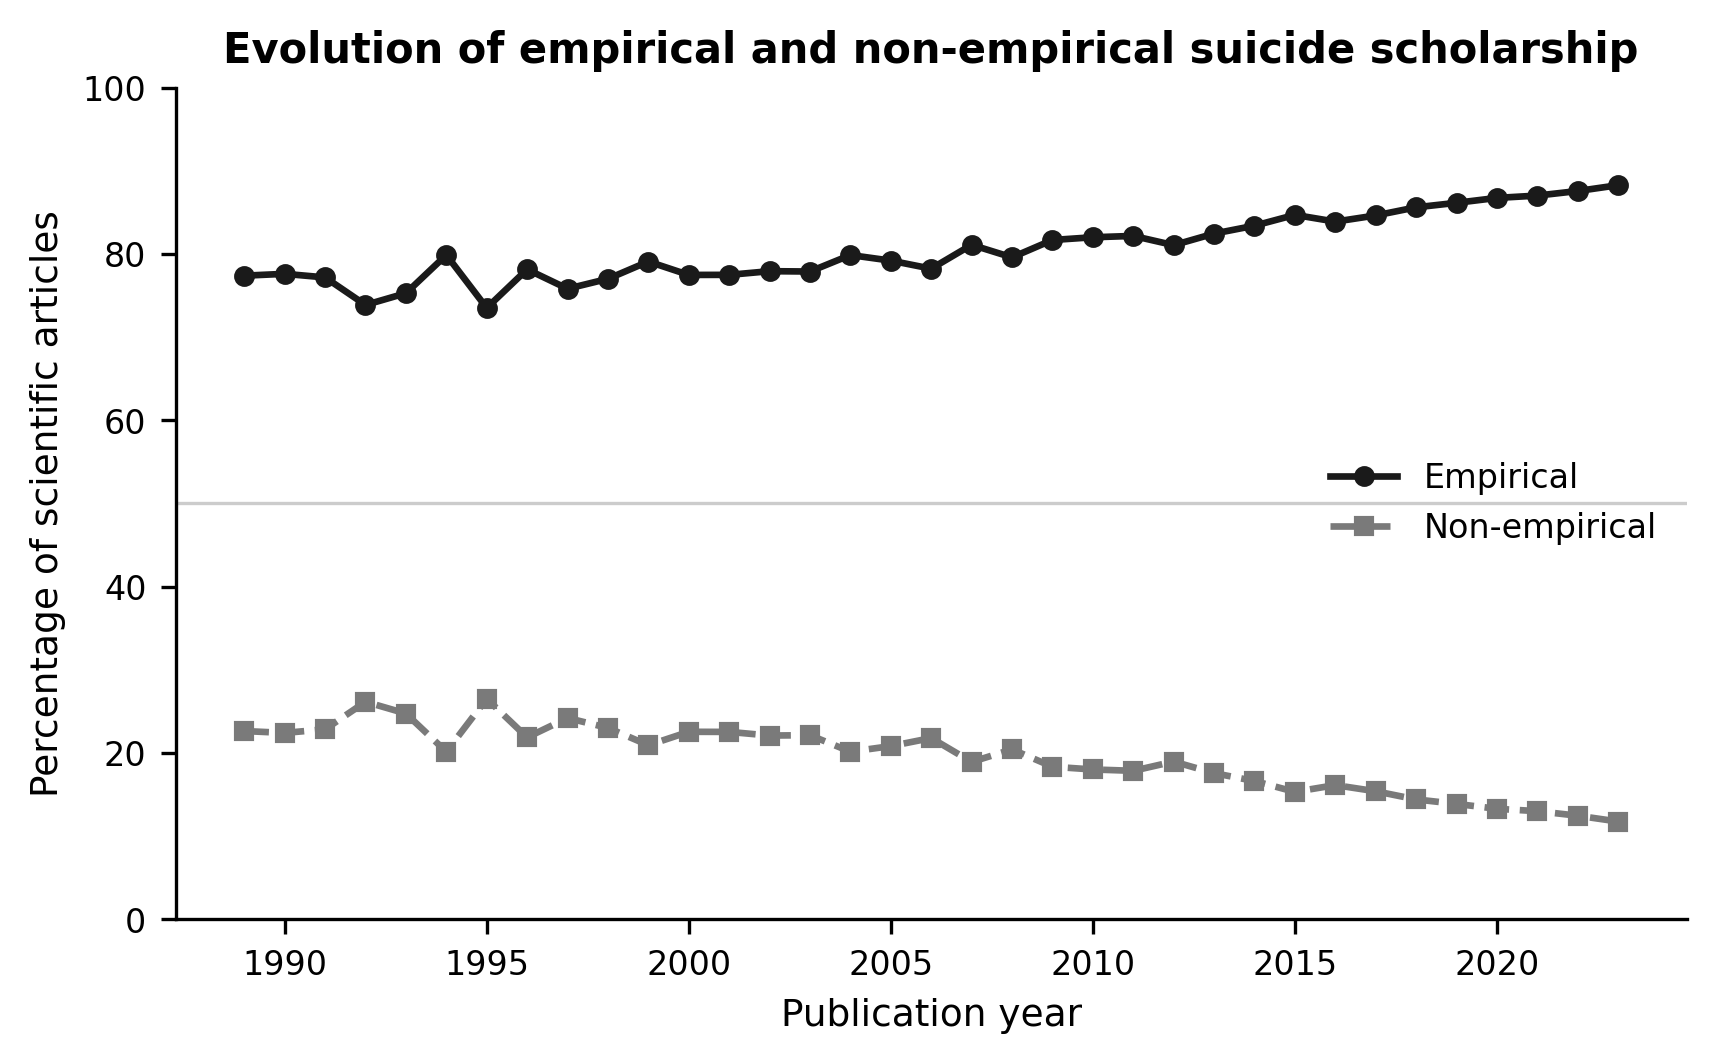 Evolution of empirical and non-empirical suicide scholarship
100
80
60
40
20
0
Percentage of scientific articles
Empirical
Non-empirical
1990 1995 2000 2005 2010 2015 2020
Publication year